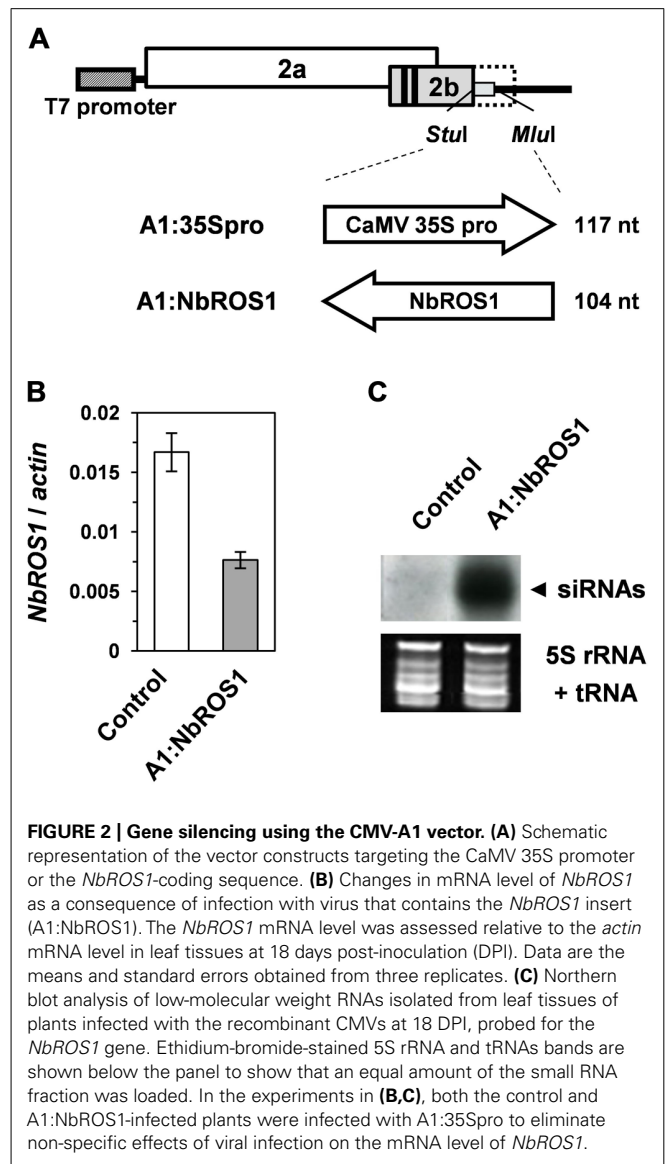 A
2a
2b
T7 promoter
StuI
MluI
A1:35Spro
CaMV 35S pro
117 nt
A1:NbROS1
NbROS1
104 nt
B
0.02
0.015
0.01
0.005
0
NbROS1 / actin
Control
A1:NbROS1
C
Control
A1:NbROS1
◄ siRNAs
5S rRNA
+ tRNA
FIGURE 2 | Gene silencing using the CMV-A1 vector. (A) Schematic
representation of the vector constructs targeting the CaMV 35S promoter
or the NbROS1-coding sequence. (B) Changes in mRNA level of NbROS1
as a consequence of infection with virus that contains the NbROS1 insert
(A1:NbROS1). The NbROS1 mRNA level was assessed relative to the actin
mRNA level in leaf tissues at 18 days post-inoculation (DPI). Data are the
means and standard errors obtained from three replicates. (C) Northern
blot analysis of low-molecular weight RNAs isolated from leaf tissues of
plants infected with the recombinant CMVs at 18 DPI, probed for the
NbROS1 gene. Ethidium-bromide-stained 5S rRNA and tRNAs bands are
shown below the panel to show that an equal amount of the small RNA
fraction was loaded. In the experiments in (B,C), both the control and
A1:NbROS1-infected plants were infected with A1:35Spro to eliminate
non-specific effects of viral infection on the mRNA level of NbROS1.